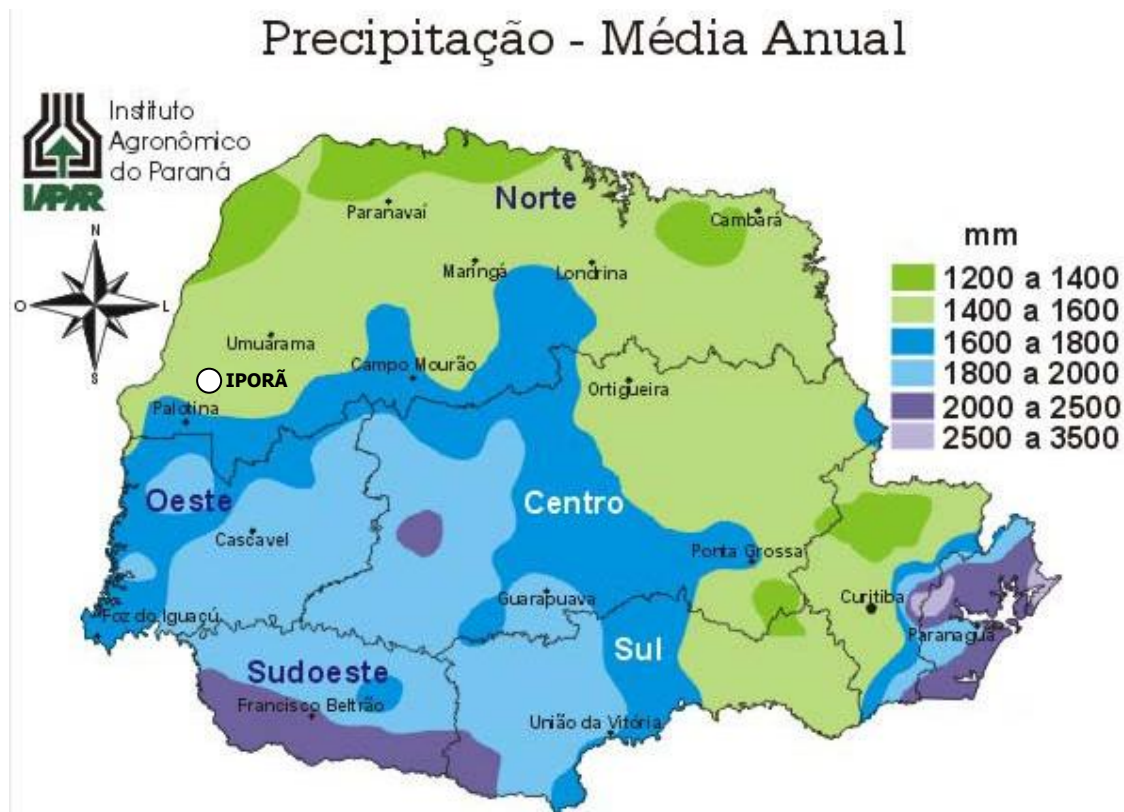 Precipitação - Média Anual
Instituto
Agronômico
do Paraná
IAPAR
N
O
L
S
Norte
Paranavaí
Cambará
Maringá
Londrina
Umuarama
Campo Mourão
IPORÃ
Ortigueira
Palotina
Oeste
Centro
Cascavel
Ponta Grossa
Guarapuava
Curitiba
Foz do Iguaçú
Sul
Paranaguá
Sudoeste
Francisco Beltrão
União da Vitória
mm
1200 a 1400
1400 a 1600
1600 a 1800
1800 a 2000
2000 a 2500
2500 a 3500